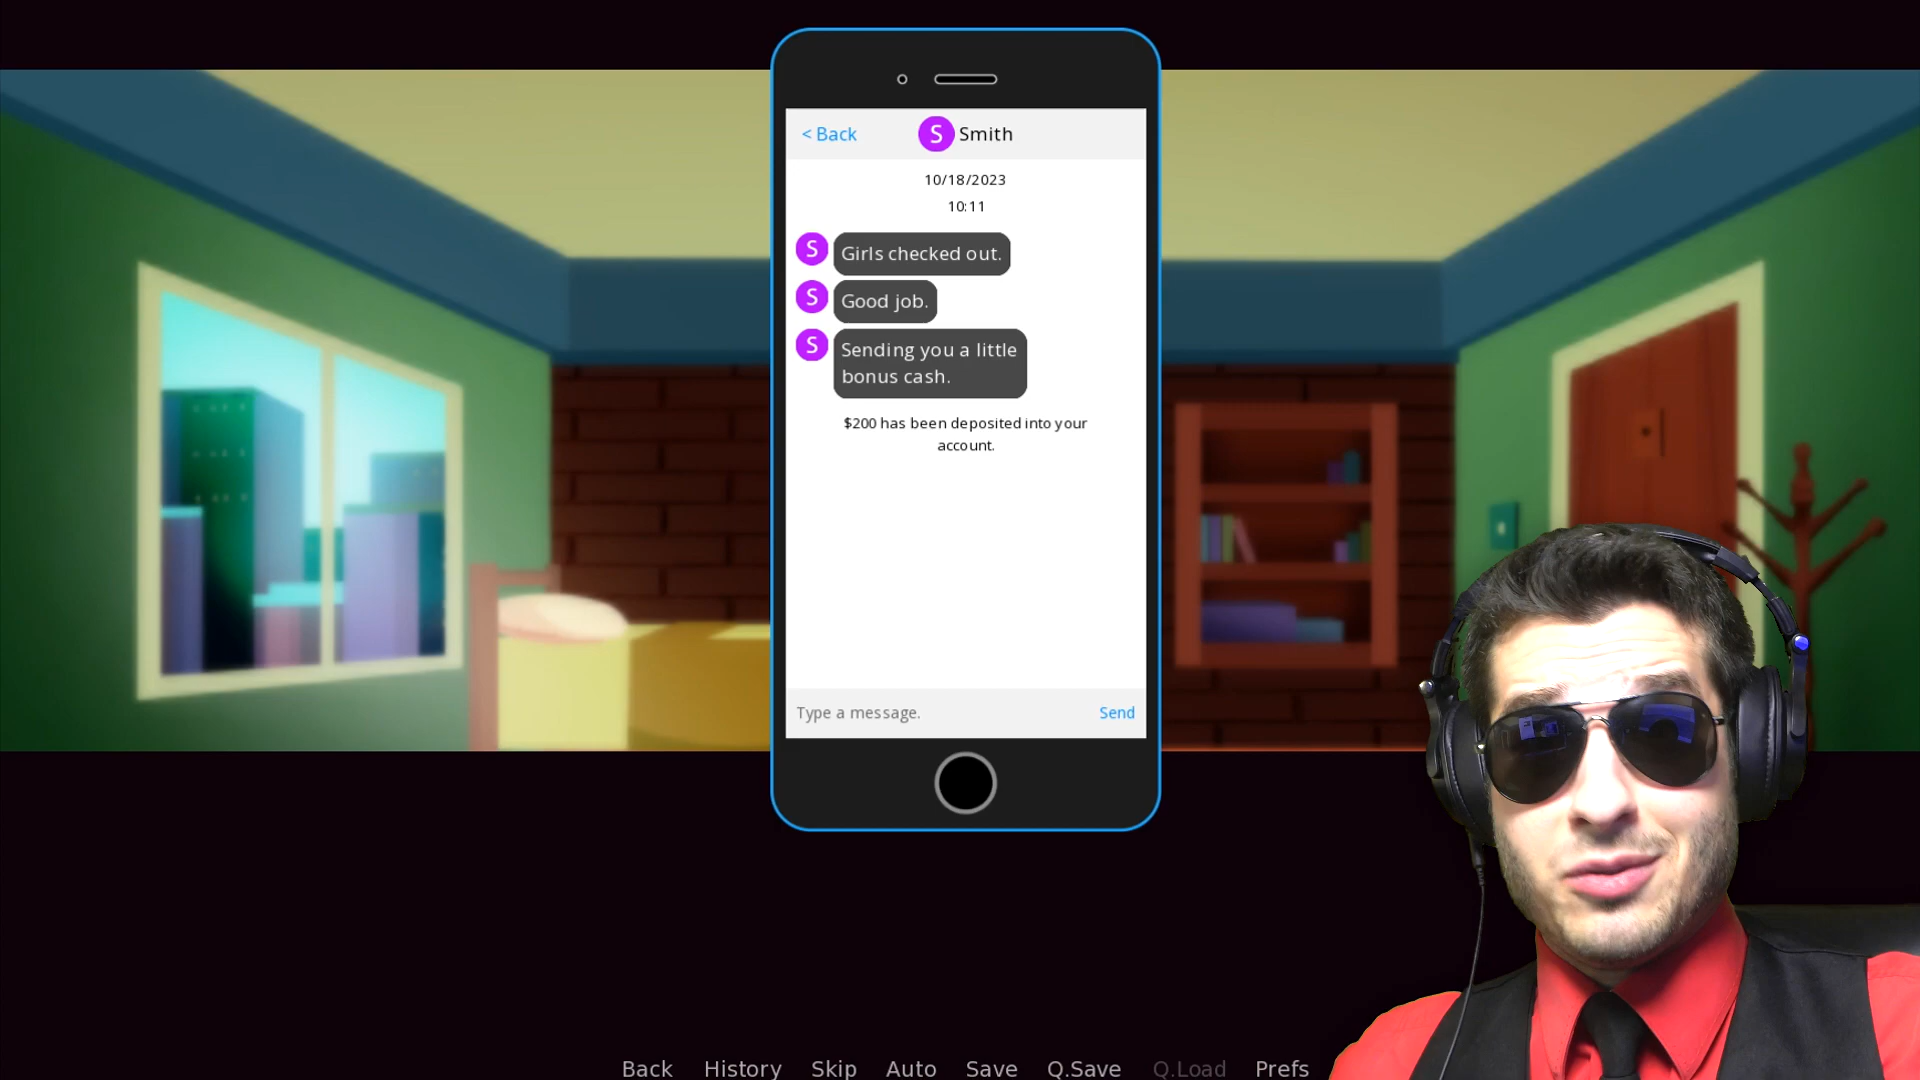 < Back
S
Smith
10/18/2023
10:11
S
Girls checked out.
S
Good job.
S
Sending you a little
bonus cash.
$200 has been deposited into your
account.
Type a message.
Send
Back
History
Skip
Auto
Save
Q.Save
Q.Load
Prefs